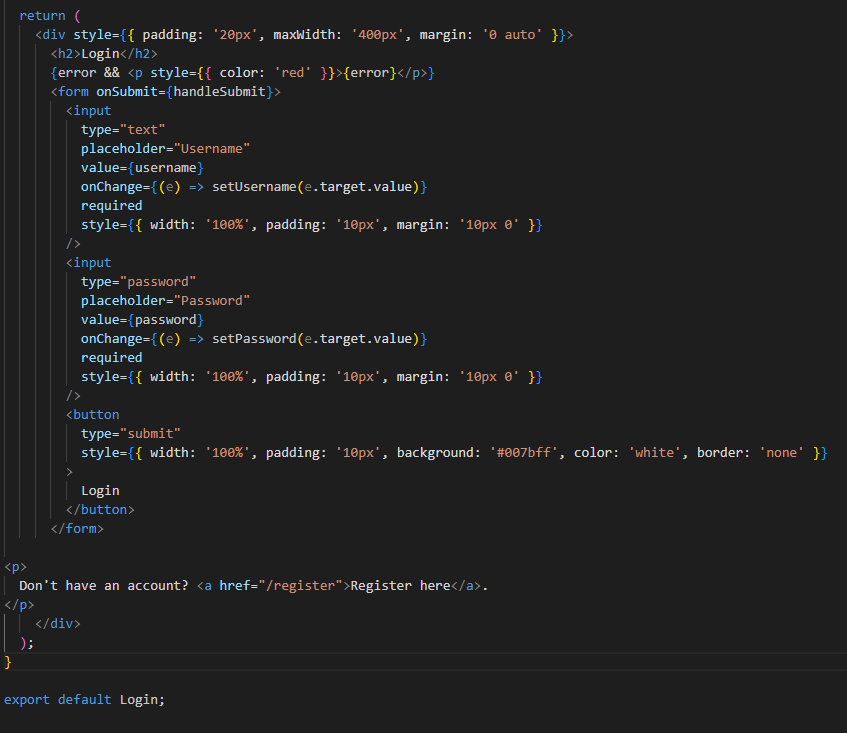 return (
<div style={{ padding: '20px', maxWidth: '400px', margin: '0 auto' }}>
<h2>Login</h2>
{error && <p style={{ color: 'red' }}>{error}</p>}
<form onSubmit={handleSubmit}>
<input
type="text"
placeholder="Username"
value={username}
onChange={(e) => setUsername(e.target.value)}
required
style={{ width: '100%', padding: '10px', margin: '10px 0' }}
/>
<input
type="password"
placeholder="Password"
value={password}
onChange={(e) => setPassword(e.target.value)}
required
style={{ width: '100%', padding: '10px', margin: '10px 0' }}
/>
<button
type="submit"
style={{ width: '100%', padding: '10px', background: '#007bff', color: 'white', border: 'none' }}
>
Login
</button>
</form>
<p>
Don't have an account? <a href="/register">Register here</a>.
</p>
</div>
);
}
export default Login;